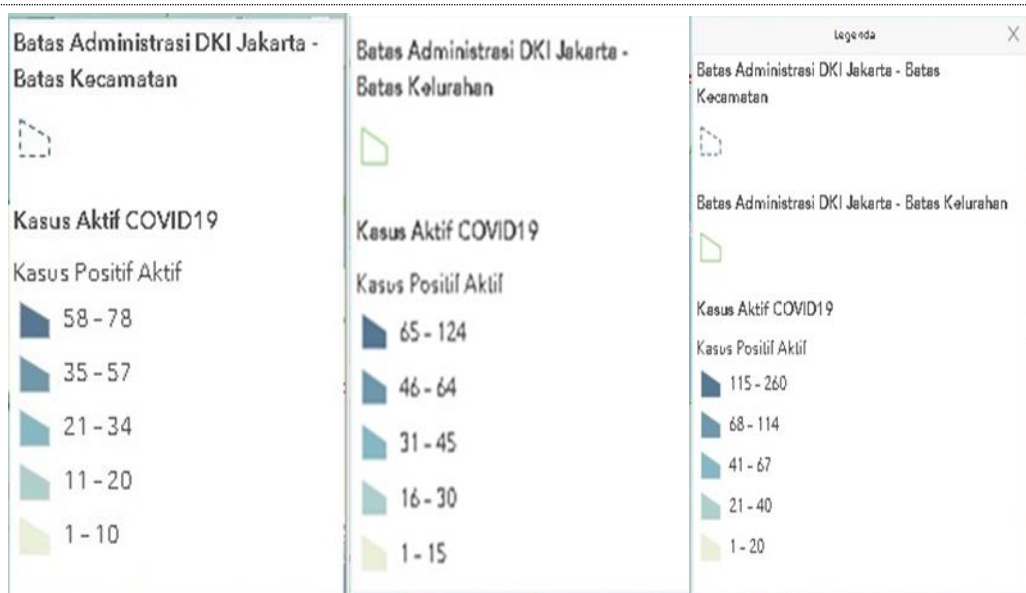 Batas Administrasi DKI Jakarta -
Batas Kecamatan
Kasus Aktif COVID19
Kasus Positif Aktif
58 - 78
35 - 57
21 - 34
11 - 20
1 - 10
Batas Administrasi DKI Jakarta -
Batas Kelurahan
Kasus Aktif COVID19
Kasus Positif Aktif
65 - 124
46 - 64
31 - 45
16 - 30
1 - 15
Legenda
Batas Administrasi DKI Jakarta - Batas
Kecamatan
Batas Administrasi DKI Jakarta - Batas Kelurahan
Kasus Aktif COVID19
Kasus Positif Aktif
115 - 260
68 - 114
41 - 67
21 - 40
1 - 20